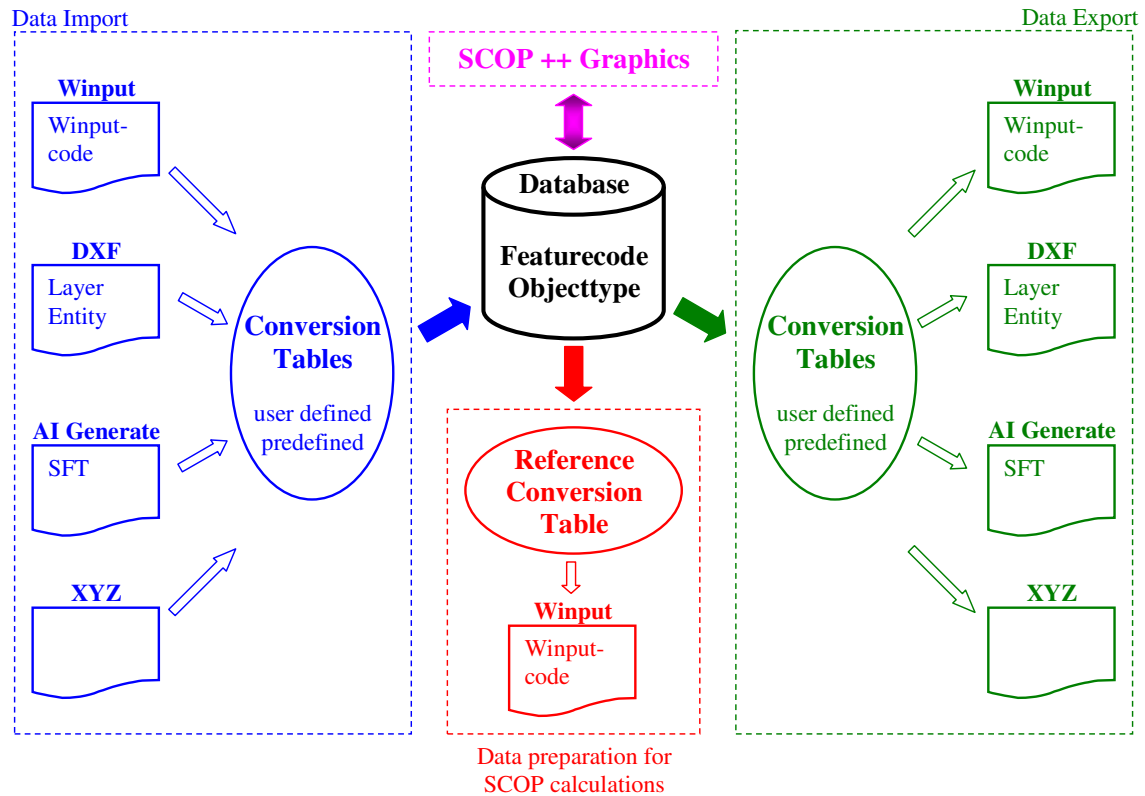 Data Import
Winput
Winput-
code
DXF
Layer
Entity
AI Generate
SFT
XYZ
Conversion
Tables
user defined
predefined
SCOP ++ Graphics
Database
Featurecode
Objecttype
Reference
Conversion
Table
Winput
Winput-
code
Data preparation for
SCOP calculations
Data Export
Conversion
Tables
user defined
predefined
Winput
Winput-
code
DXF
Layer
Entity
AI Generate
SFT
XYZ